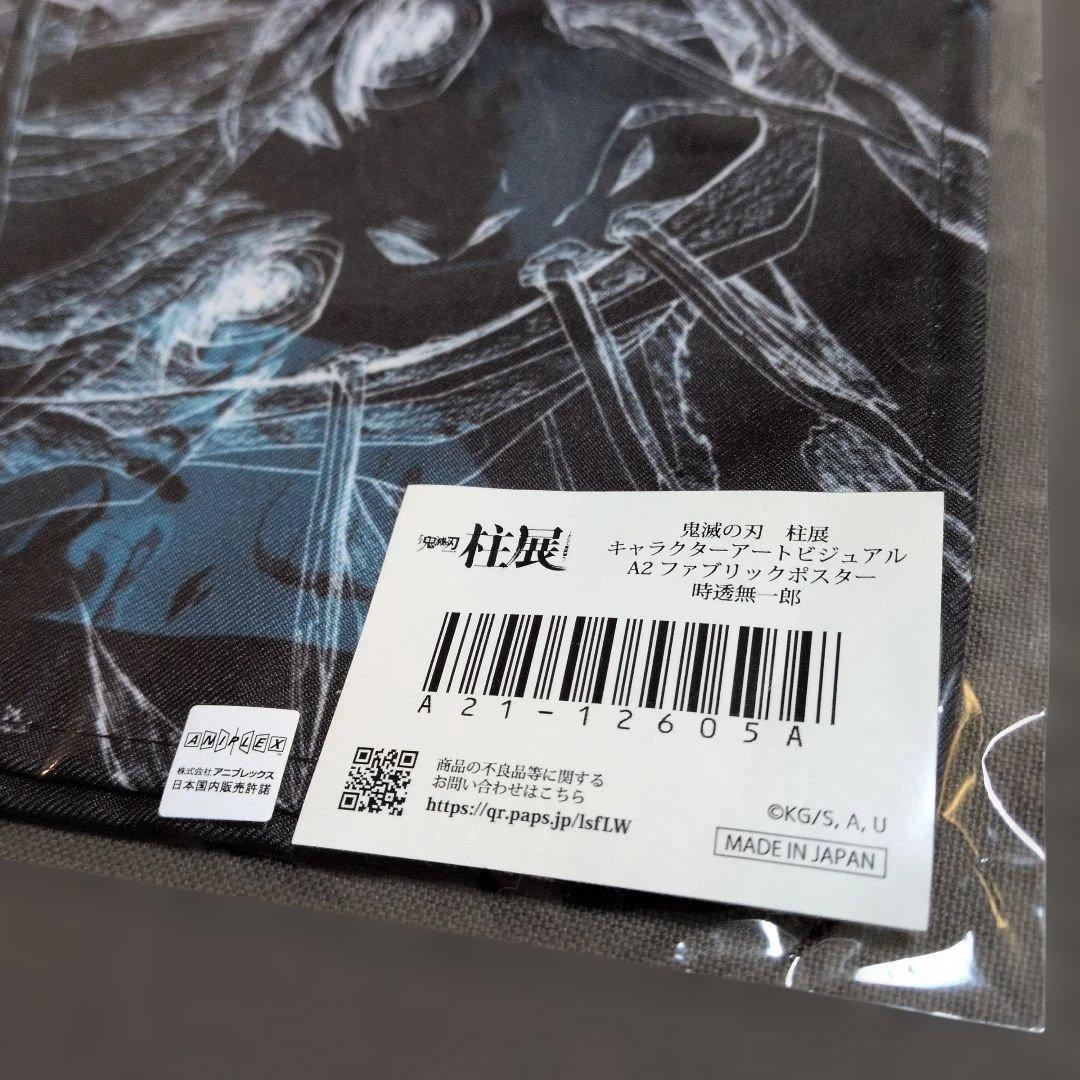 鬼滅の刃
柱展
鬼滅の刃 柱展
キャラクターアートビジュアル
A2 ファブリックポスター
時透無一郎
A21-12605A
商品の不良品等に関する
お問い合わせはこちら
https://qr.paps.jp/lsfLW
©KG/S, A, U
MADE IN JAPAN
ANIPLEX
株式会社 アニプレックス
日本国内販売許諾